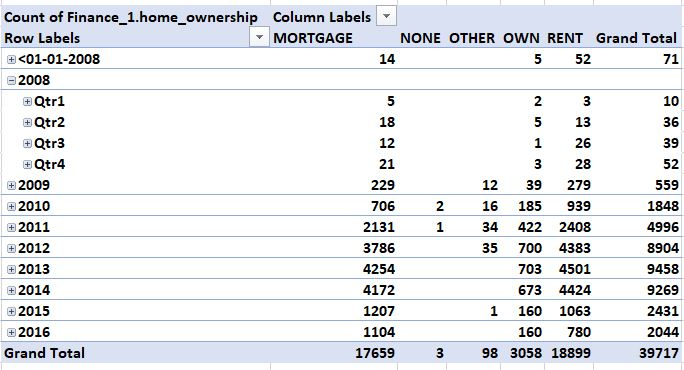 Count of Finance_1.home_ownership Column Labels
Row Labels MORTGAGE NONE OTHER OWN RENT Grand Total
<01-01-2008 14 5 52 71
2008
Qtr1 5 2 3 10
Qtr2 18 5 13 36
Qtr3 12 1 26 39
Qtr4 21 3 28 52
2009 229 12 39 279 559
2010 706 2 16 185 939 1848
2011 2131 1 34 422 2408 4996
2012 3786 35 700 4383 8904
2013 4254 703 4501 9458
2014 4172 673 4424 9269
2015 1207 1 160 1063 2431
2016 1104 160 780 2044
Grand Total 17659 3 98 3058 18899 39717